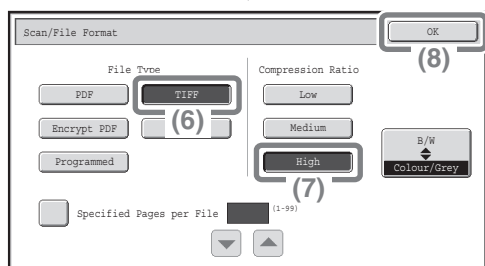 Scan/File Format
OK
(8)
File Type
Compression Ratio
PDF
TIFF
Low
(6)
Encrypt PDF
Medium
B/W
Colour/Grey
Programmed
High
(7)
Specified Pages per File
(1-99)